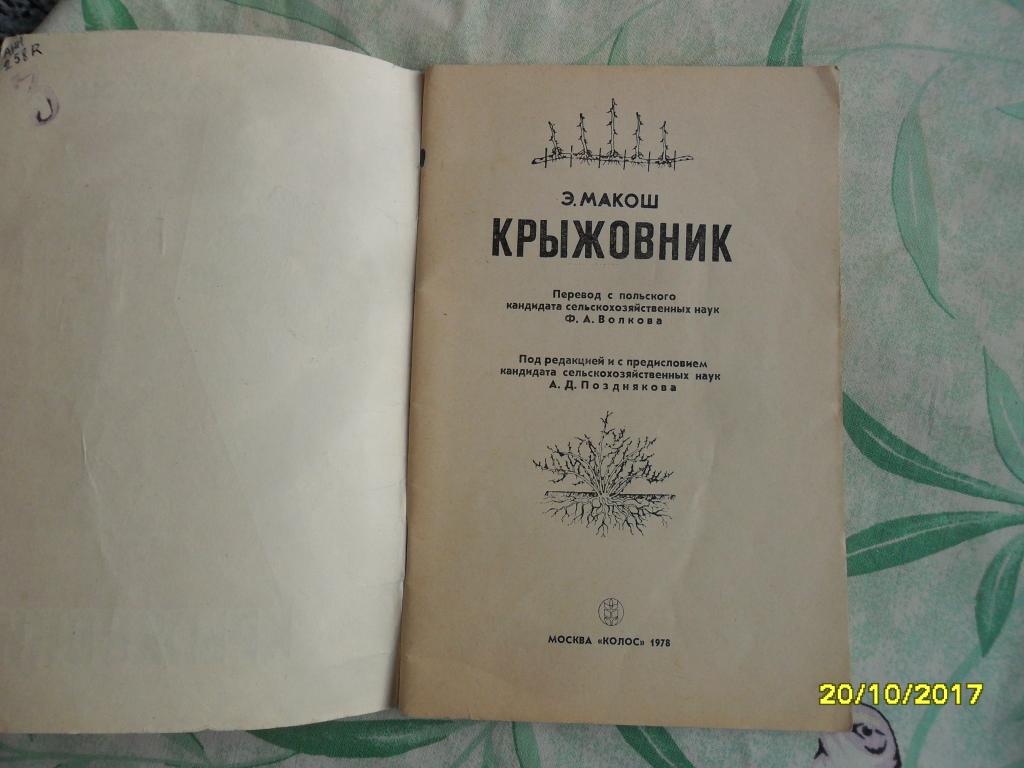 258R
Э. МАКОШ
КРЫЖОВНИК
Перевод с польского
кандидата сельскохозяйственных наук
Ф. А. Волкова
Под редакцией и с предисловием
кандидата сельскохозяйственных наук
А. Д. Позднякова
МОСКВА «КОЛОС» 1978
20/10/2017